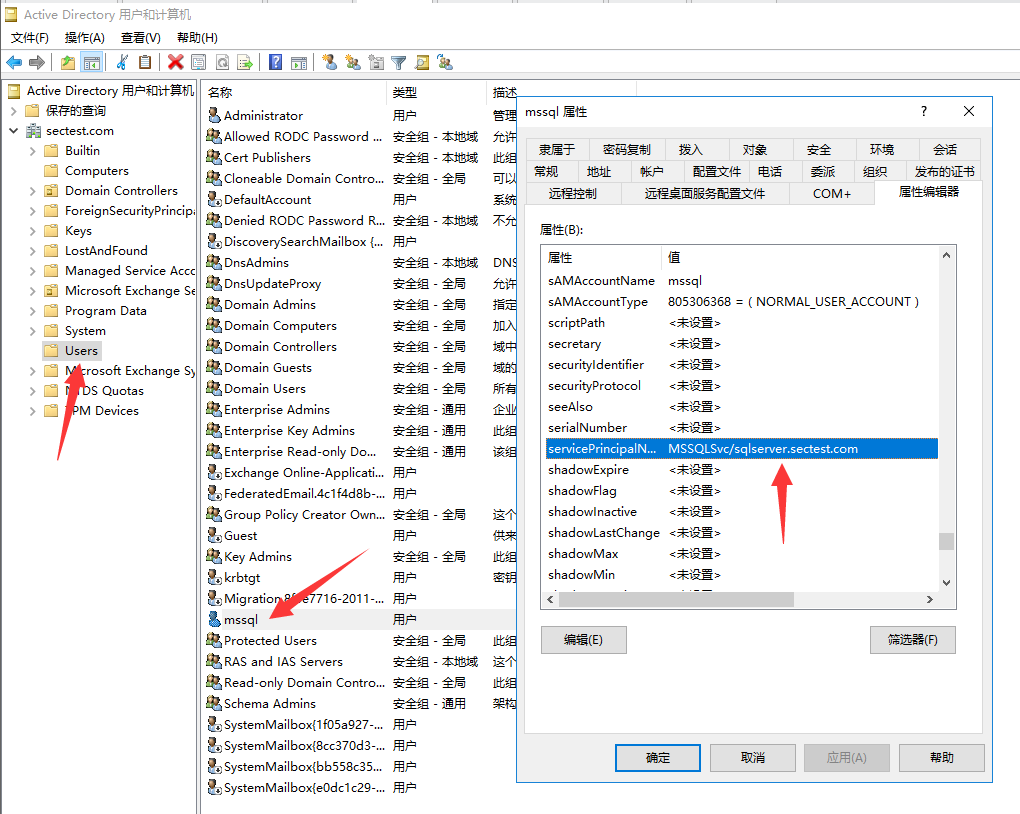 Active Directory 用户和计算机
文件(F) 操作(A) 查看(V) 帮助(H)
Active Directory 用户和计算机
保存的查询
sectest.com
Builtin
Computers
Domain Controllers
ForeignSecurityPrincipa
Keys
LostAndFound
Managed Service Acco
Microsoft Exchange Se
Program Data
System
Users
Microsoft Exchange Sy
NTDS Quotas
TPM Devices
名称 类型 描述
Administrator 用户 管理
Allowed RODC Password ... 安全组 - 本地域 允许
Cert Publishers 安全组 - 本地域 此组
Cloneable Domain Contro... 安全组 - 全局 可以
DefaultAccount 用户 系统
Denied RODC Password R... 安全组 - 本地域 不允
DiscoverySearchMailbox {... 用户
DnsAdmins 安全组 - 本地域 DNS
DnsUpdateProxy 安全组 - 全局 允许
Domain Admins 安全组 - 全局 指定
Domain Computers 安全组 - 全局 加入
Domain Controllers 安全组 - 全局 域中
Domain Guests 安全组 - 全局 域的
Domain Users 安全组 - 全局 所有
Enterprise Admins 安全组 - 通用 企业
Enterprise Key Admins 安全组 - 通用 此组
Enterprise Read-only Do... 安全组 - 通用 该组
Exchange Online-Applicati... 用户
FederatedEmail.4c1f4d8b-... 用户
Group Policy Creator Own... 安全组 - 全局 这个
Guest 用户 供来
Key Admins 安全组 - 全局 此组
krbtgt 用户 密钥
Migration.8f3e7716-2011-... 用户
mssql 用户
Protected Users 安全组 - 全局 此组
RAS and IAS Servers 安全组 - 本地域 这个
Read-only Domain Contro... 安全组 - 全局 此组
Schema Admins 安全组 - 通用 架构
SystemMailbox{1f05a927-... 用户
SystemMailbox{8cc370d3-... 用户
SystemMailbox{bb558c35... 用户
SystemMailbox{e0dc1c29-... 用户
mssql 属性 ?
隶属于 密码复制 拨入 对象 安全 环境 会话
常规 地址 帐户 配置文件 电话 委派 组织 发布的证书
远程控制 远程桌面服务配置文件 COM+ 属性编辑器
属性(B):
属性 值
sAMAccountName mssql
sAMAccountType 805306368 = ( NORMAL_USER_ACCOUNT )
scriptPath <未设置>
secretary <未设置>
securityIdentifier <未设置>
securityProtocol <未设置>
seeAlso <未设置>
serialNumber <未设置>
servicePrincipalN... MSSQLSvc/sqlserver.sectest.com
shadowExpire <未设置>
shadowFlag <未设置>
shadowInactive <未设置>
shadowLastChange <未设置>
shadowMax <未设置>
shadowMin <未设置>
编辑(E) 筛选器(F)
确定 取消 应用(A) 帮助